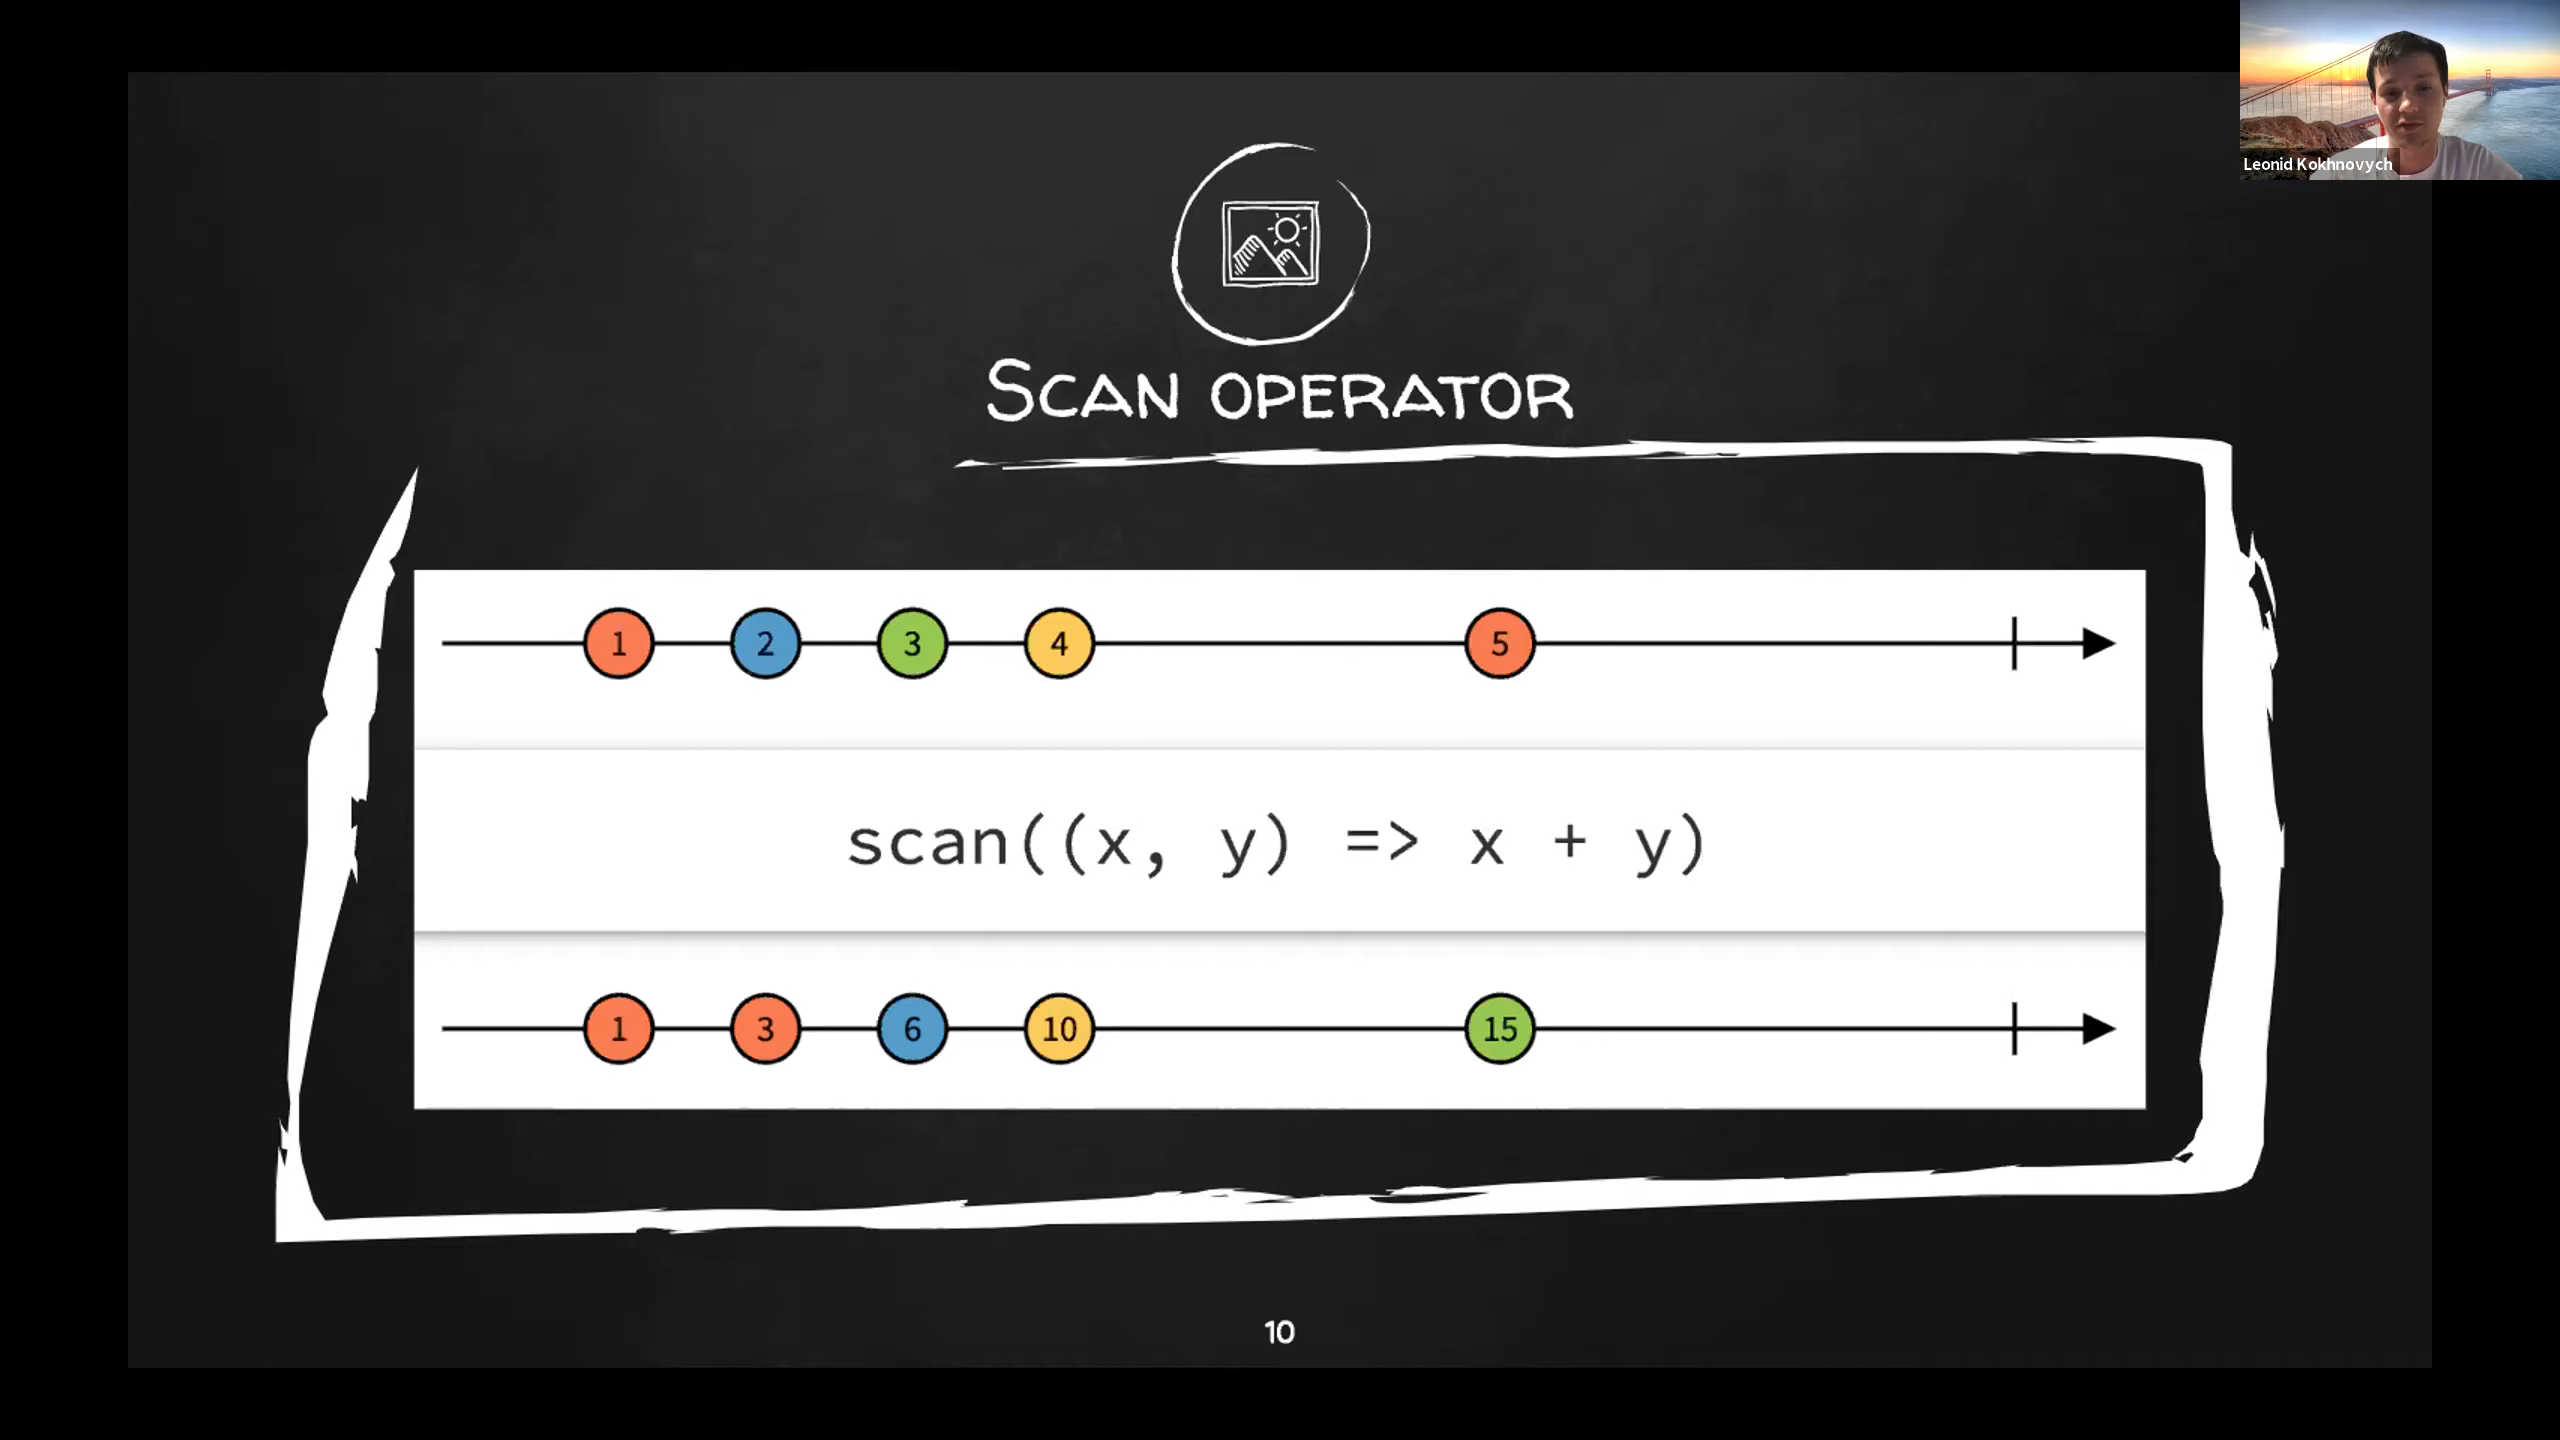 Leonid Kokhnovych
Scan operator
1 2 3 4 5
scan((x, y) => x + y)
1 3 6 10 15
10